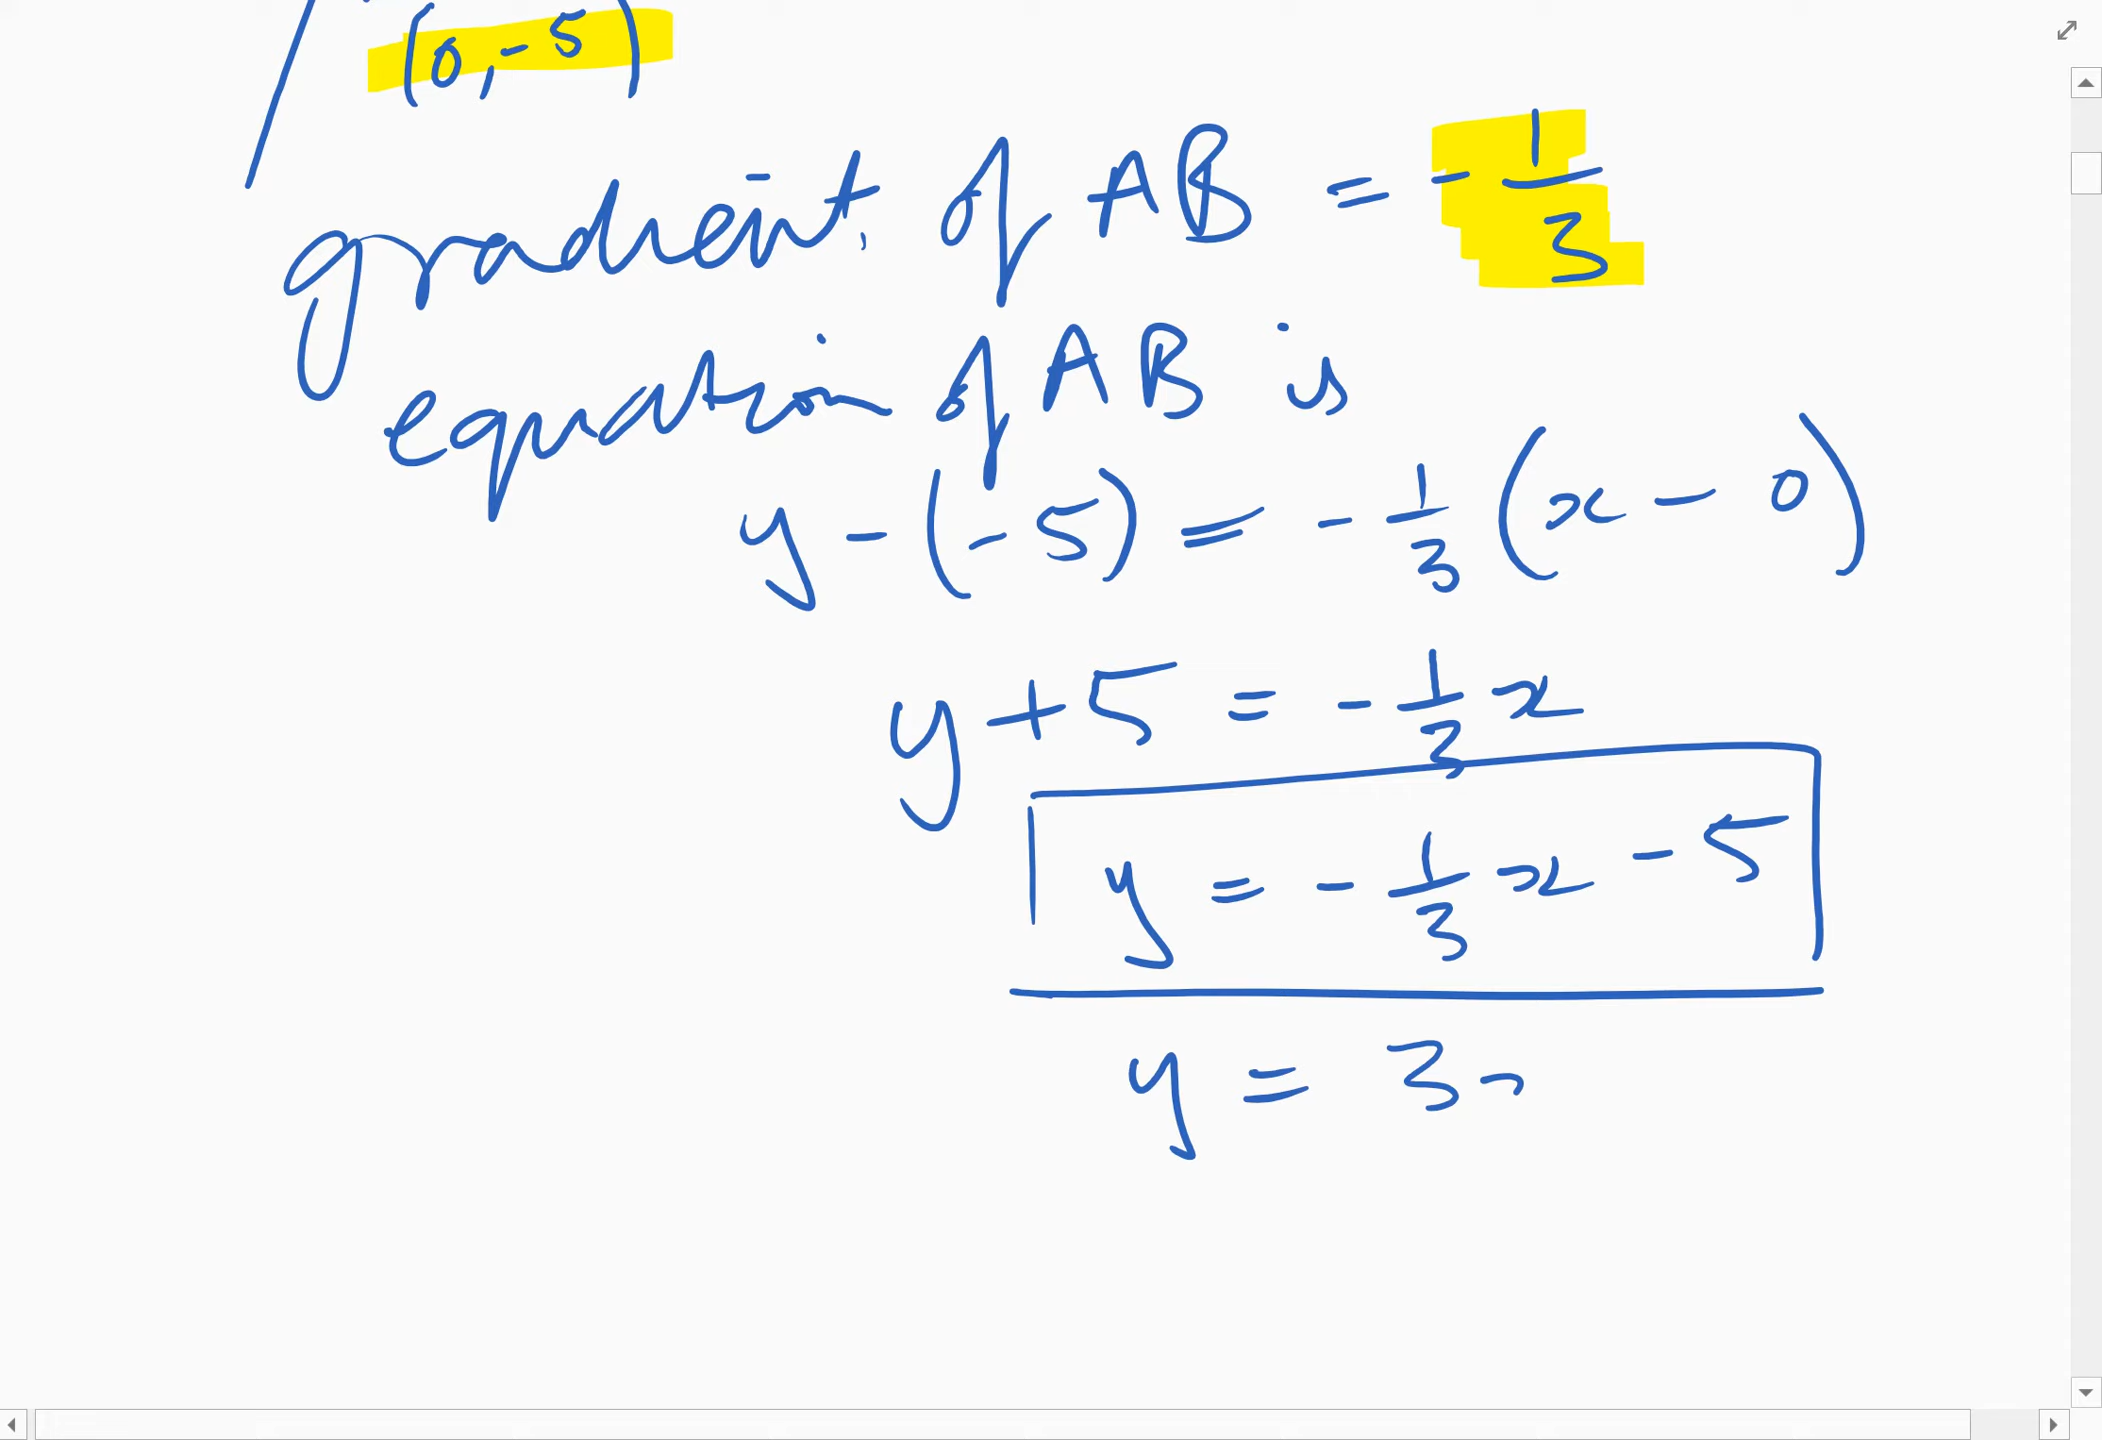 (0,-5)
gradient of AB = -1/3
equation of AB is
y-(-5) = -1/3 (x-0)
y+5 = -1/3 x
y = -1/3 x - 5
y = 3